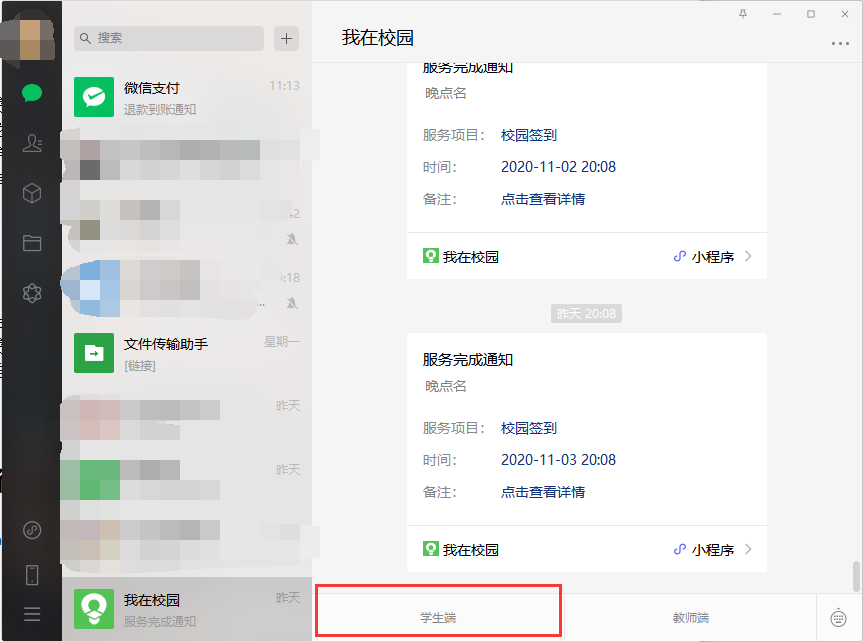 搜索
微信支付
11:13
退款到账通知
:18
文件传输助手
星期一
[链接]
昨天
昨天
我在校园
昨天
服务完成通知
我在校园
服务完成通知
晚点名
服务项目： 校园签到
时间： 2020-11-02 20:08
备注： 点击查看详情
我在校园 小程序
昨天 20:08
服务完成通知
晚点名
服务项目： 校园签到
时间： 2020-11-03 20:08
备注： 点击查看详情
我在校园 小程序
学生端
教师端